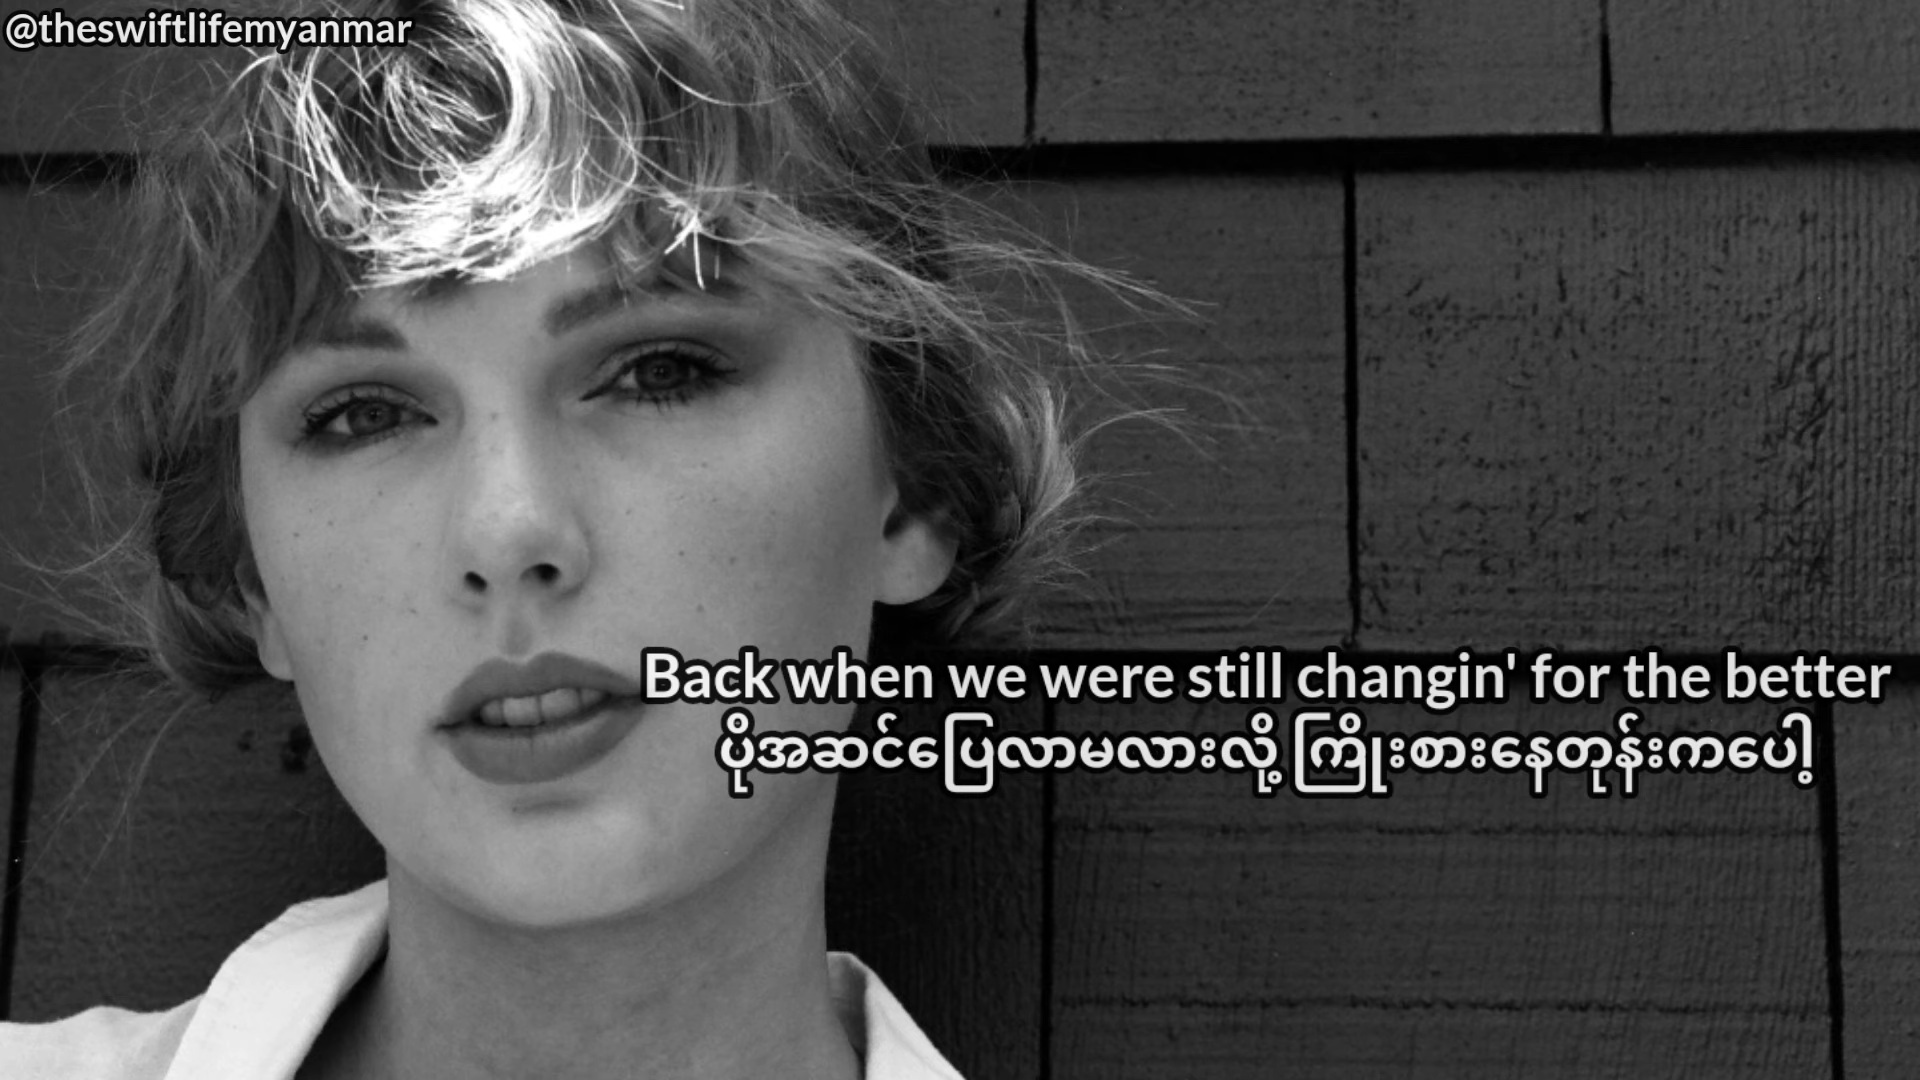 @theswiftlifemyanmar
Back when we were still changin' for the better
ပိုအဆင်ပြေလာမလားလို့ ကြိုးစားနေတုန်းကပေါ့